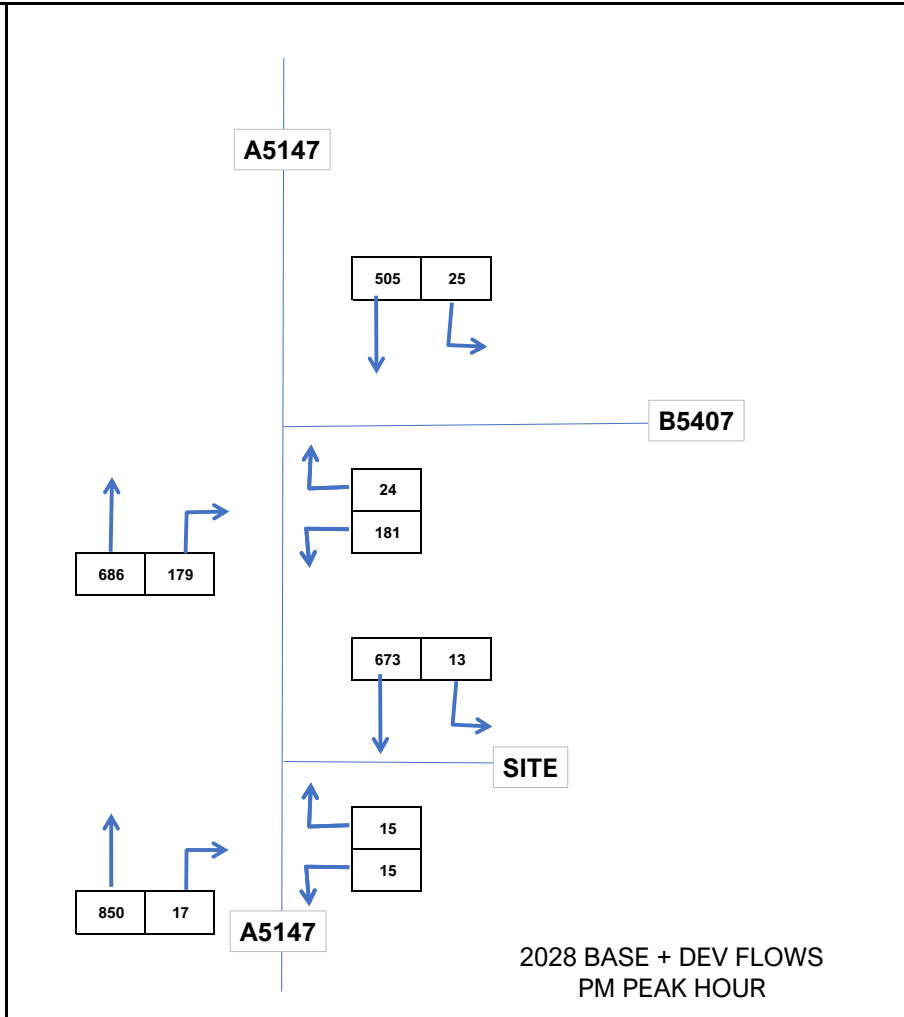 A5147
505 25
B5407
24
181
686 179
673 13
SITE
15
15
850 17
A5147
2028 BASE + DEV FLOWS
PM PEAK HOUR